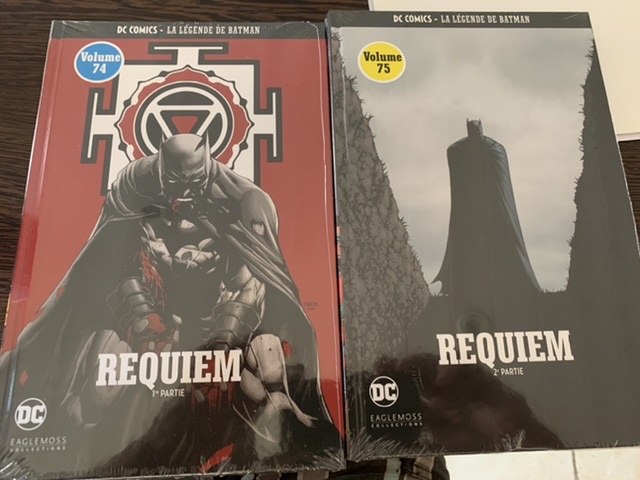 DC COMICS - LA LÉGENDE DE BATMAN
Volume
74
REQUIEM
1re PARTIE
DC
EAGLEMOSS
COLLECTIONS
DC COMICS - LA LÉGENDE DE BATMAN
Volume
75
REQUIEM
2e PARTIE
DC
EAGLEMOSS
COLLECTIONS